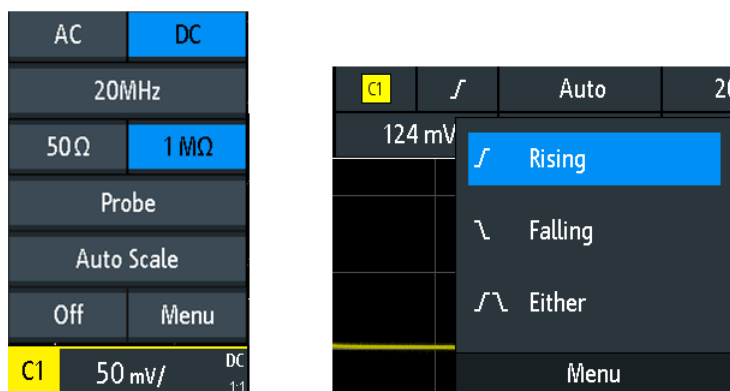 AC DC
20MHz
50Ω 1 MΩ
Probe
Auto Scale
Off Menu
C1 50 mV/ DC
1:1
C1 Auto 20
124 mV
Rising
Falling
Either
Menu